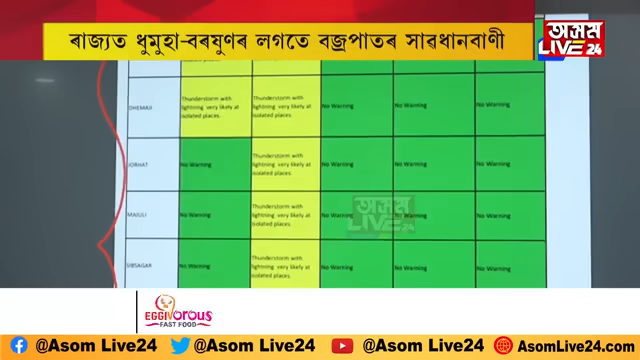 ৰাজ্যত ধুমুহা-বৰষুণৰ লগতে বজ্ৰপাতৰ সাৱধানবাণী
অসম
LIVE24
DHEMAJI
Thunderstorm with
lightning very likely at
isolated places.
Thunderstorm with
lightning very likely at
isolated places.
No Warning
No Warning
No Warning
JORHAT
No Warning
Thunderstorm with
lightning very likely at
isolated places.
No Warning
No Warning
No Warning
MAJULI
No Warning
Thunderstorm with
lightning very likely at
isolated places.
No Warning
No Warning
No Warning
অসম
LIVE24
SIBSAGAR
No Warning
Thunderstorm with
lightning very likely at
isolated places.
No Warning
No Warning
No Warning
EGGIVOROUS
FAST FOOD
@Asom Live24
@AsomLive24
@Asom Live24
AsomLive24.Com